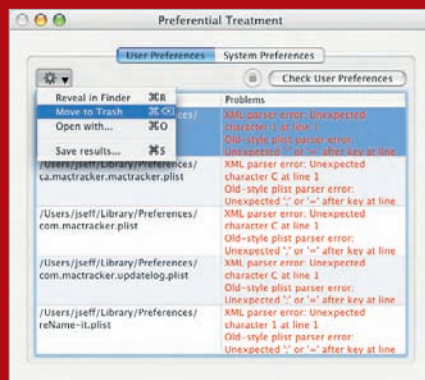 Preferential Treatment
User Preferences System Preferences
Check User Preferences
Reveal in Finder ⌘R
Move to Trash ⌘⌫
Open with... ⌘O
Save results... ⌘S
Problems
XML parser error: Unexpected
character 1 at line 1
Old-style plist parser error:
Unexpected ';' or '=' after key at line
/Users/jseff/Library/Preferences/
ca.mactracker.mactracker.plist
XML parser error: Unexpected
character C at line 1
Old-style plist parser error:
Unexpected ';' or '=' after key at line
/Users/jseff/Library/Preferences/
com.mactracker.plist
XML parser error: Unexpected
character C at line 1
Old-style plist parser error:
Unexpected ';' or '=' after key at line
/Users/jseff/Library/Preferences/
com.mactracker.updatelog.plist
XML parser error: Unexpected
character C at line 1
Old-style plist parser error:
Unexpected ';' or '=' after key at line
/Users/jseff/Library/Preferences/
reName-it.plist
XML parser error: Unexpected
character 1 at line 1
Old-style plist parser error:
Unexpected ';' or '=' after key at line